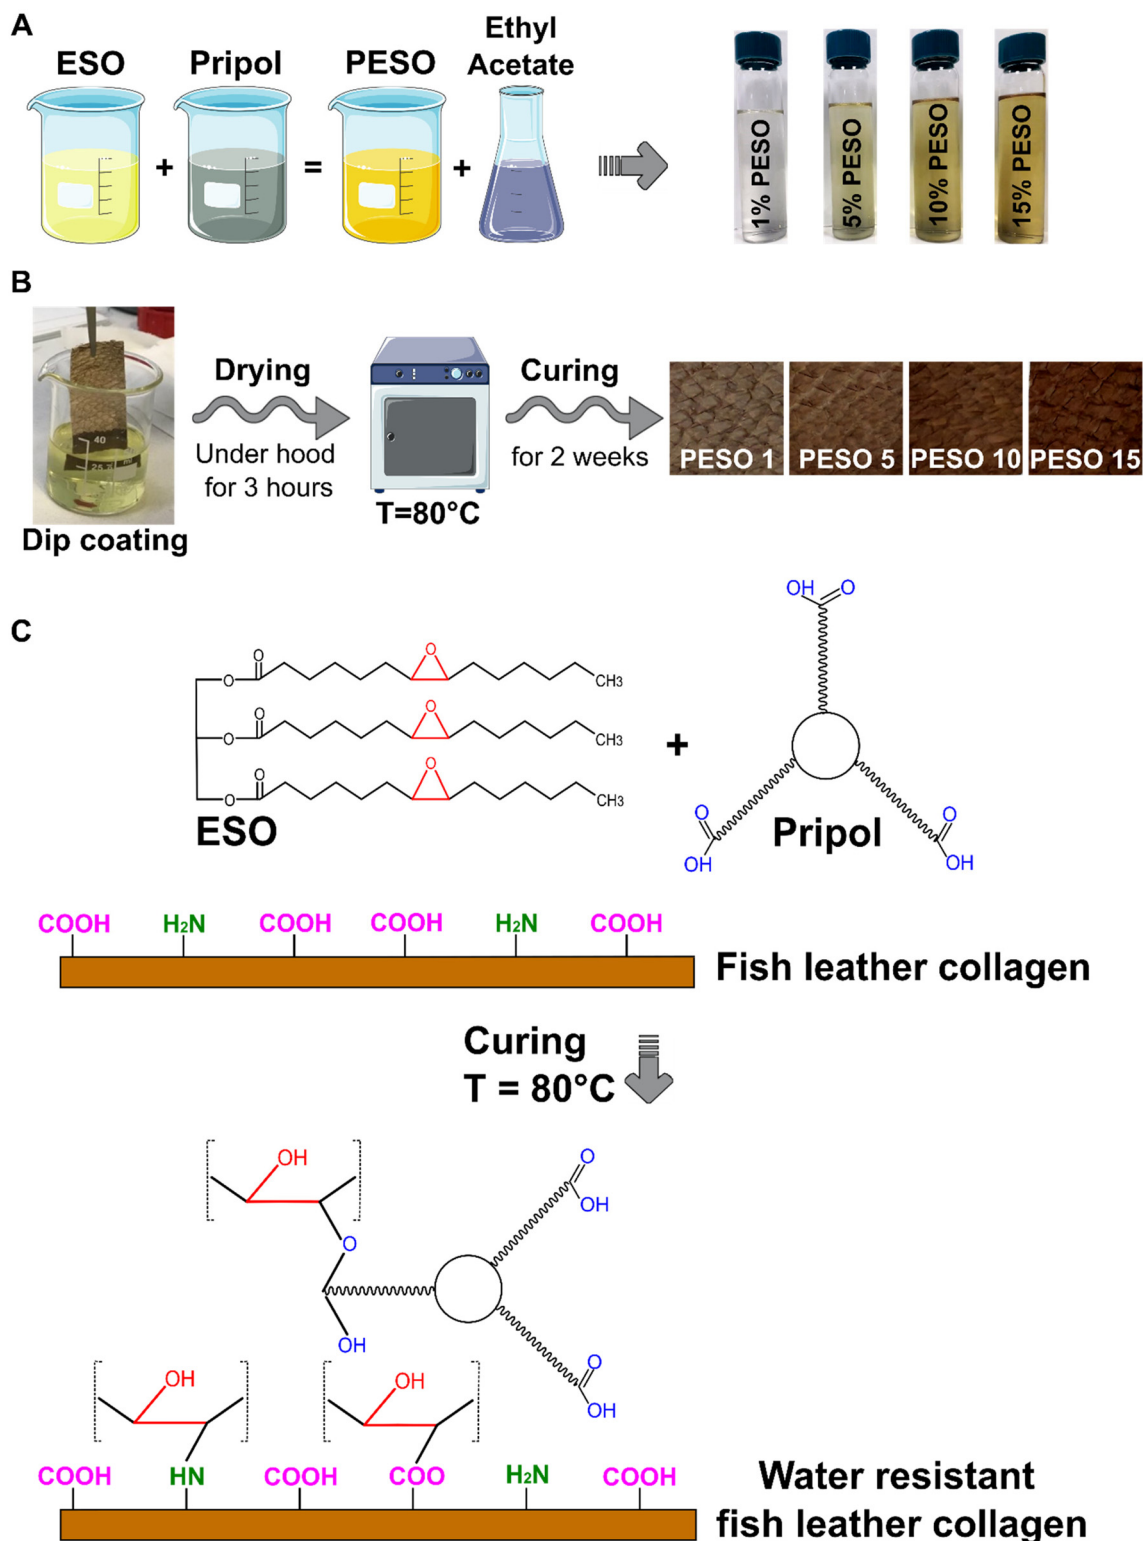 A
ESO
Pripol
PESO
Ethyl
Acetate
+
=
+
1% PESO
5% PESO
10% PESO
15% PESO
B
40
Dip coating
Drying
Under hood
for 3 hours
T=80°C
Curing
for 2 weeks
PESO 1
PESO 5
PESO 10
PESO 15
C
O
O
O
CH3
O
O
O
CH3
O
O
O
CH3
ESO
+
OH
O
O
OH
O
OH
Pripol
COOH
H2N
COOH
COOH
H2N
COOH
Fish leather collagen
Curing
T = 80°C
OH
O
OH
O
OH
O
OH
OH
OH
COOH
HN
COOH
COO
H2N
COOH
Water resistant
fish leather collagen